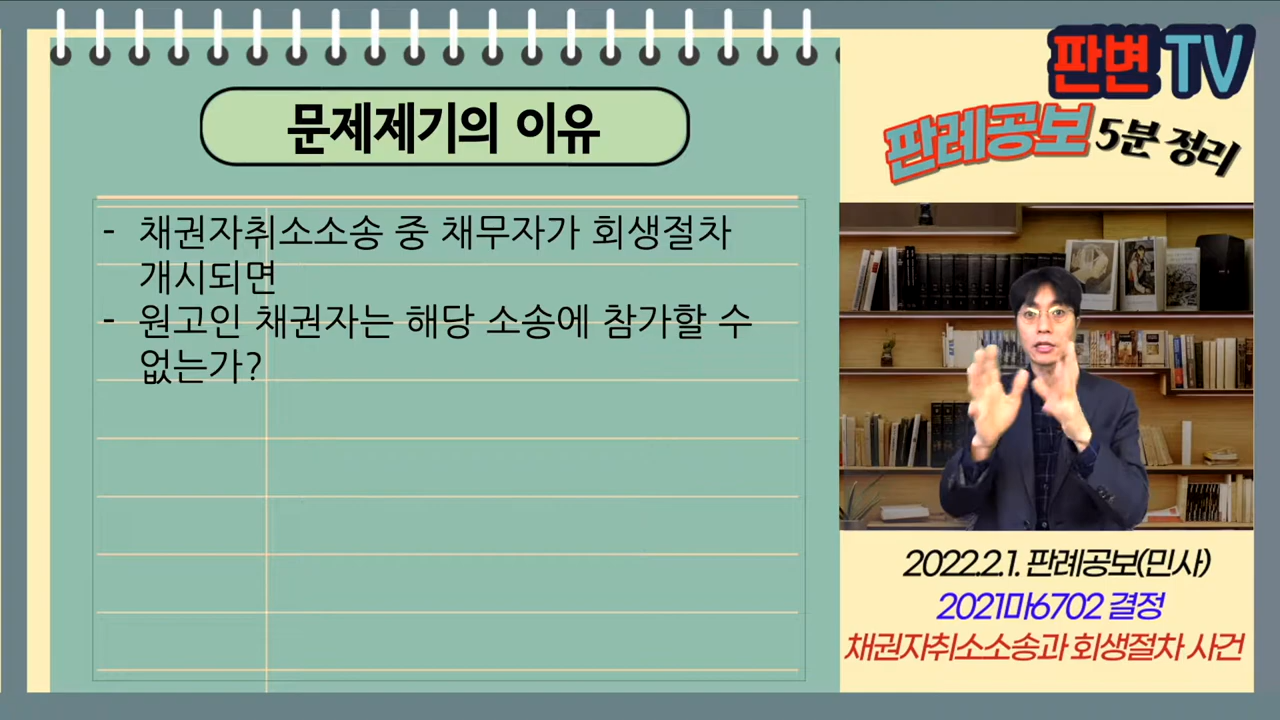 문제제기의 이유
- 채권자취소소송 중 채무자가 회생절차
개시되면
- 원고인 채권자는 해당 소송에 참가할 수
없는가?
판변 TV
판례공보 5분 정리
2022.2.1. 판례공보(민사)
2021마6702 결정
채권자취소소송과 회생절차 사건